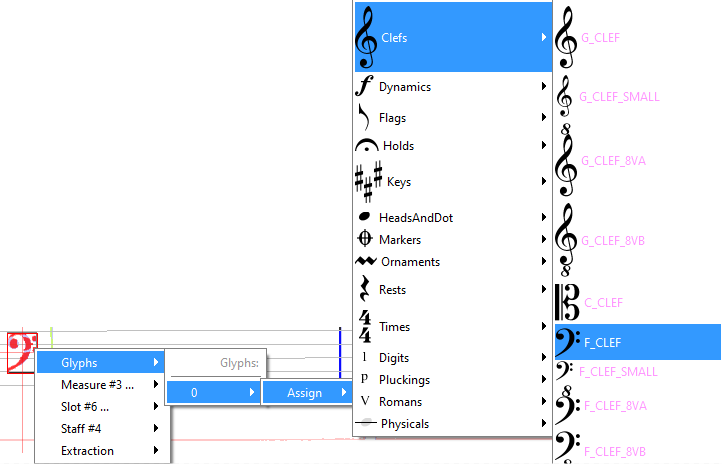 Glyphs
Measure #3 ...
Slot #6 ...
Staff #4
Extraction
Glyphs:
0
Assign
Clefs
Dynamics
Flags
Holds
Keys
HeadsAndDot
Markers
Ornaments
Rests
Times
Digits
Pluckings
Romans
Physicals
G_CLEF
G_CLEF_SMALL
G_CLEF_8VA
G_CLEF_8VB
C_CLEF
F_CLEF
F_CLEF_SMALL
F_CLEF_8VA
F_CLEF_8VB